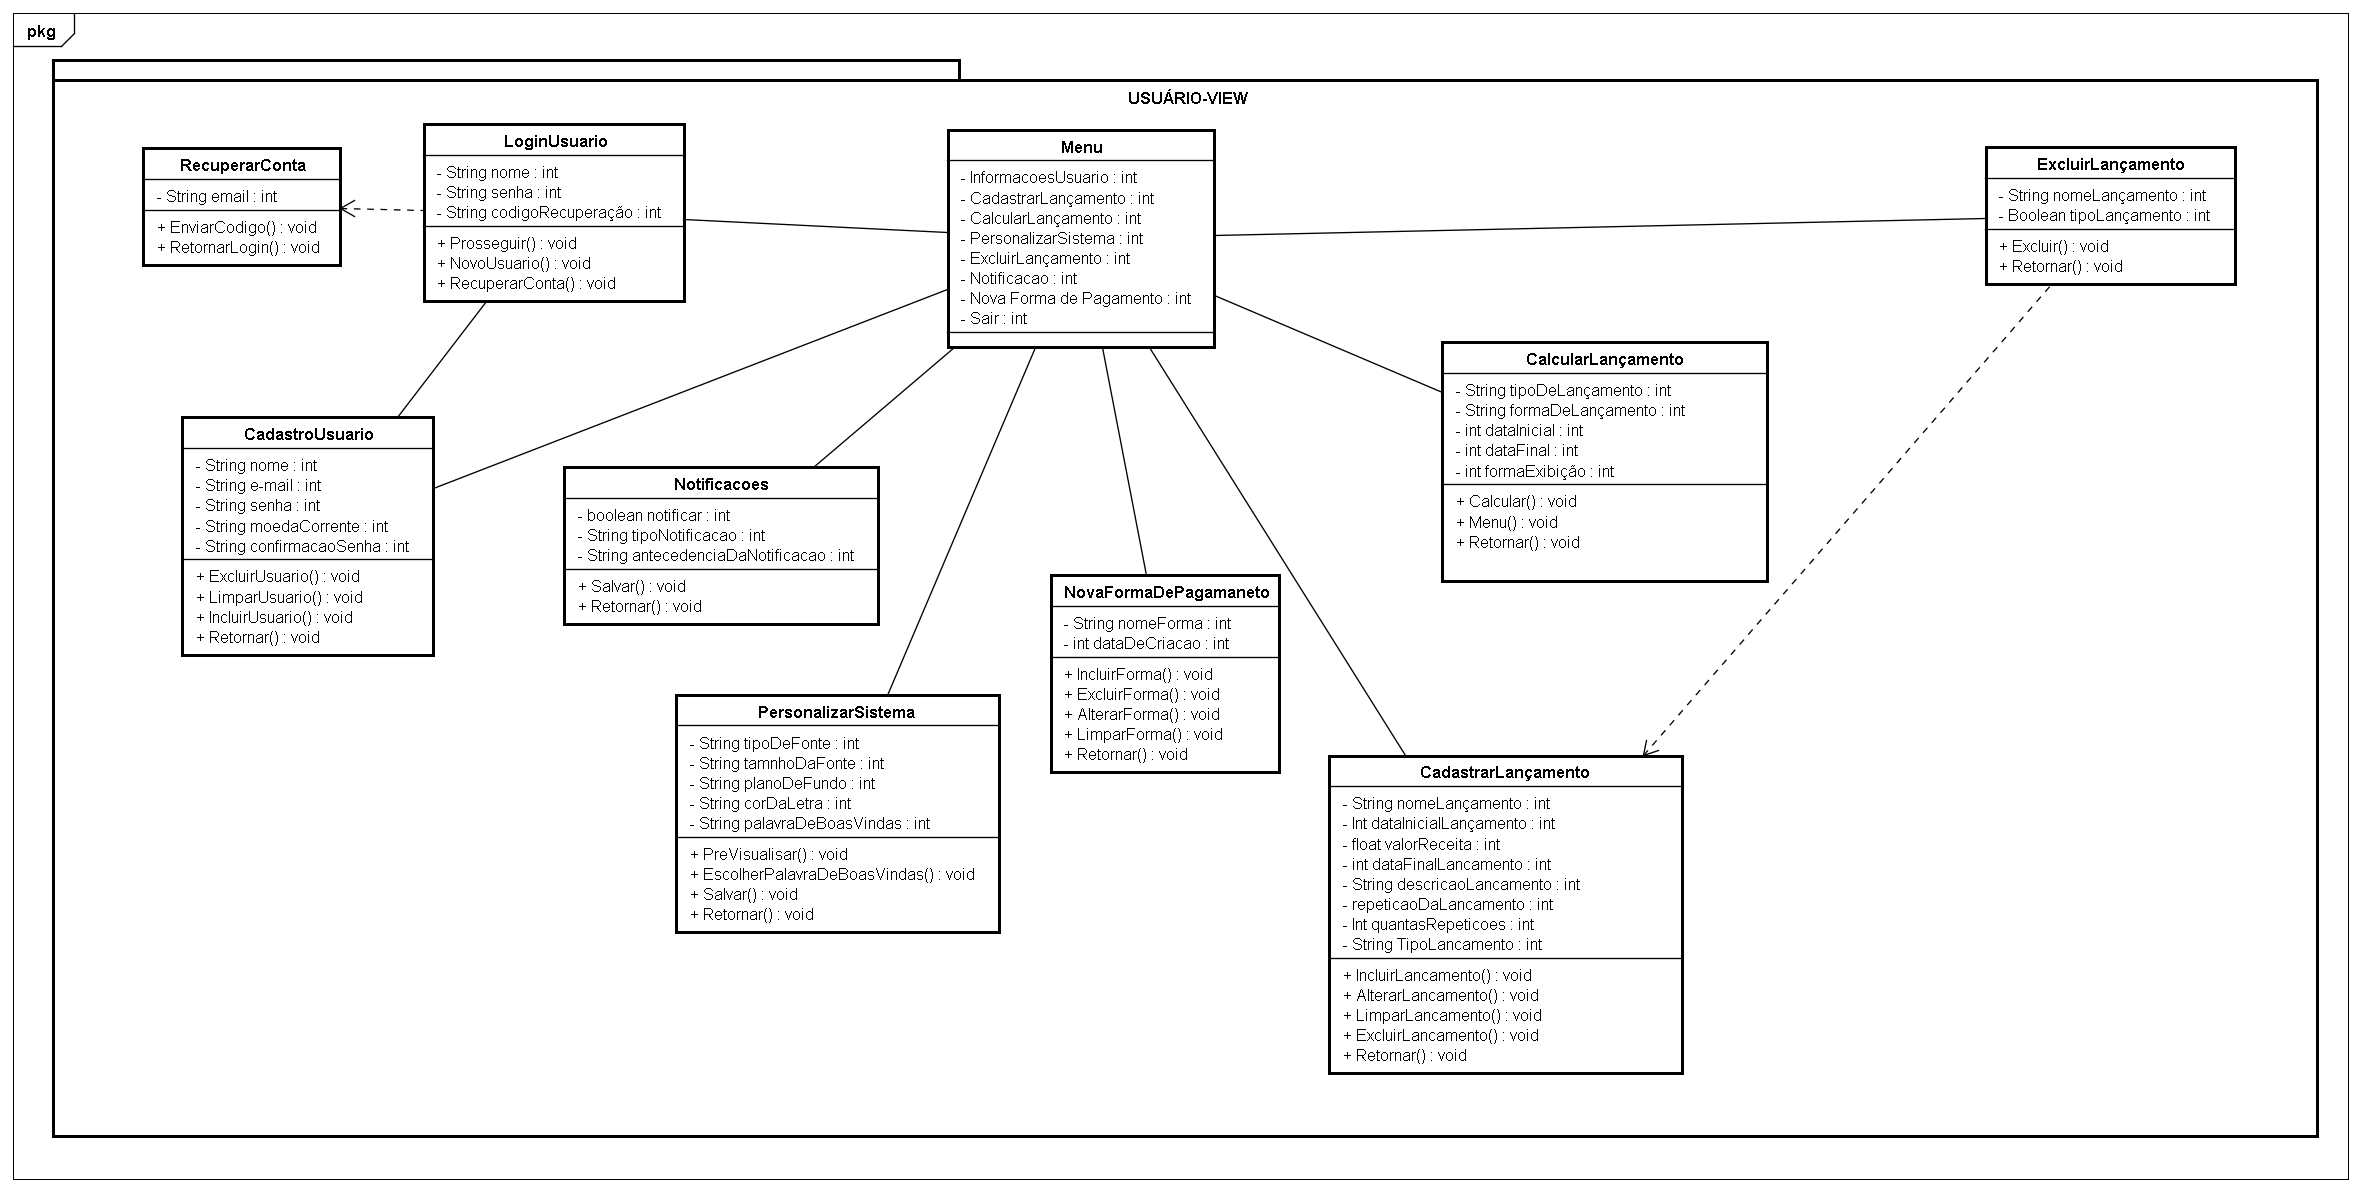 pkg
USUÁRIO-VIEW
RecuperarConta
- String email : int
+ EnviarCodigo() : void
+ RetornarLogin() : void
LoginUsuario
- String nome : int
- String senha : int
- String codigoRecuperação : int
+ Prosseguir() : void
+ NovoUsuario() : void
+ RecuperarConta() : void
Menu
- InformacoesUsuario : int
- CadastrarLançamento : int
- CalcularLançamento : int
- PersonalizarSistema : int
- ExcluirLançamento : int
- Notificacao : int
- Nova Forma de Pagamento : int
- Sair : int
ExcluirLançamento
- String nomeLançamento : int
- Boolean tipoLançamento : int
+ Excluir() : void
+ Retornar() : void
CalcularLançamento
- String tipoDeLançamento : int
- String formaDeLançamento : int
- int dataInicial : int
- int dataFinal : int
- int formaExibição : int
+ Calcular() : void
+ Menu() : void
+ Retornar() : void
CadastroUsuario
- String nome : int
- String e-mail : int
- String senha : int
- String moedaCorrente : int
- String confirmacaoSenha : int
+ ExcluirUsuario() : void
+ LimparUsuario() : void
+ IncluirUsuario() : void
+ Retornar() : void
Notificacoes
- boolean notificar : int
- String tipoNotificacao : int
- String antecedenciaDaNotificacao : int
+ Salvar() : void
+ Retornar() : void
NovaFormaDePagamaneto
- String nomeForma : int
- int dataDeCriacao : int
+ IncluirForma() : void
+ ExcluirForma() : void
+ AlterarForma() : void
+ LimparForma() : void
+ Retornar() : void
PersonalizarSistema
- String tipoDeFonte : int
- String tamnhoDaFonte : int
- String planoDeFundo : int
- String corDaLetra : int
- String palavraDeBoasVindas : int
+ PreVisualisar() : void
+ EscolherPalavraDeBoasVindas() : void
+ Salvar() : void
+ Retornar() : void
CadastrarLançamento
- String nomeLançamento : int
- Int dataInicialLançamento : int
- float valorReceita : int
- int dataFinalLancamento : int
- String descricaoLancamento : int
- repeticaoDaLancamento : int
- Int quantasRepeticoes : int
- String TipoLancamento : int
+ IncluirLancamento() : void
+ AlterarLancamento() : void
+ LimparLancamento() : void
+ ExcluirLancamento() : void
+ Retornar() : void